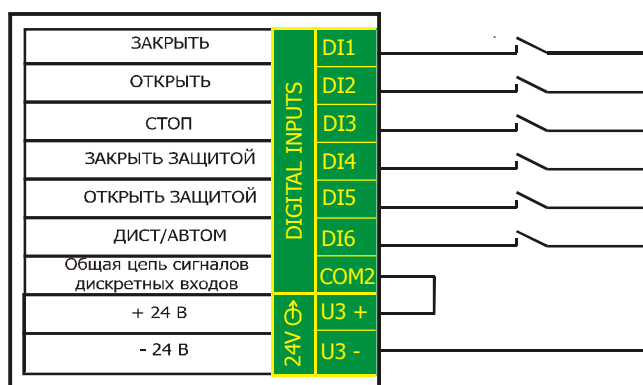 ЗАКРЫТЬ DI1
ОТКРЫТЬ DI2
СТОП DI3
ЗАКРЫТЬ ЗАЩИТОЙ DI4
ОТКРЫТЬ ЗАЩИТОЙ DI5
ДИСТ/АВТОМ DI6
Общая цепь сигналов
дискретных входов COM2
+ 24 В U3 +
- 24 В U3 -
DIGITAL INPUTS
24V